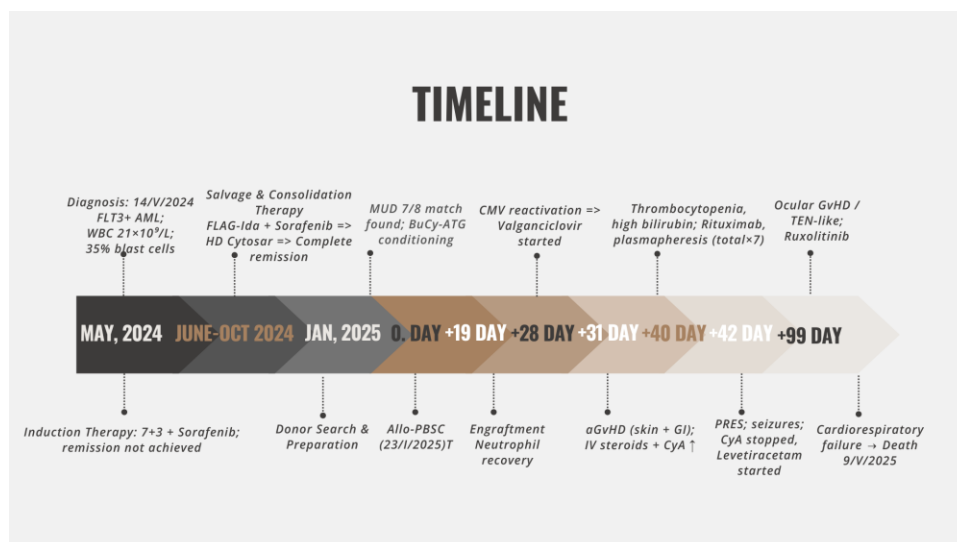 TIMELINE
Diagnosis: 14/V/2024
FLT3+ AML;
WBC 21×10⁹/L;
35% blast cells
Salvage & Consolidation
Therapy
FLAG-Ida + Sorafenib =>
HD Cytosar => Complete
remission
MUD 7/8 match
found; BuCy-ATG
conditioning
CMV reactivation =>
Valganciclovir
started
Thrombocytopenia,
high bilirubin; Rituximab,
plasmapheresis (total×7)
Ocular GvHD /
TEN-like;
Ruxolitinib
MAY, 2024
JUNE-OCT 2024
JAN, 2025
0. DAY
+19 DAY
+28 DAY
+31 DAY
+40 DAY
+42 DAY
+99 DAY
Induction Therapy: 7+3 + Sorafenib;
remission not achieved
Donor Search &
Preparation
Allo-PBSC
(23/I/2025)T
Engraftment
Neutrophil
recovery
aGvHD (skin + GI);
IV steroids + CyA ↑
PRES; seizures;
CyA stopped,
Levetiracetam
started
Cardiorespiratory
failure → Death
9/V/2025